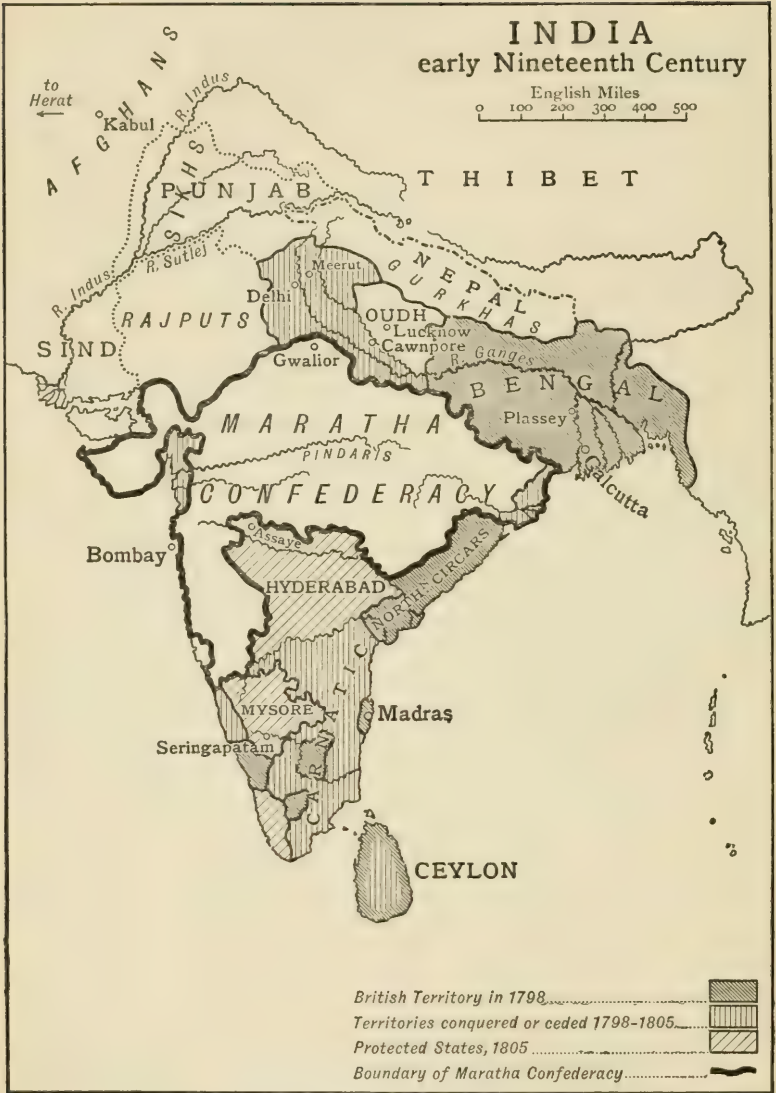 INDIA
early Nineteenth Century
English Miles
0 100 200 300 400 500
to
Herat
AFGHANS
Kabul
R. Indus
SIKHS
PUNJAB
THIBET
R. Indus
R. Sutlej
Meerut
Delhi
NEPAL
GURKHAS
RAJPUTS
OUDH
Lucknow
Cawnpore
SIND
Gwalior
R. Ganges
BENGAL
MARATHA
Plassey
PINDARIS
Calcutta
CONFEDERACY
Assaye
Bombay
HYDERABAD
NORTHN CIRCARS
CARNATIC
MYSORE
Madras
Seringapatam
CEYLON
British Territory in 1798
Territories conquered or ceded 1798-1805
Protected States, 1805
Boundary of Maratha Confederacy